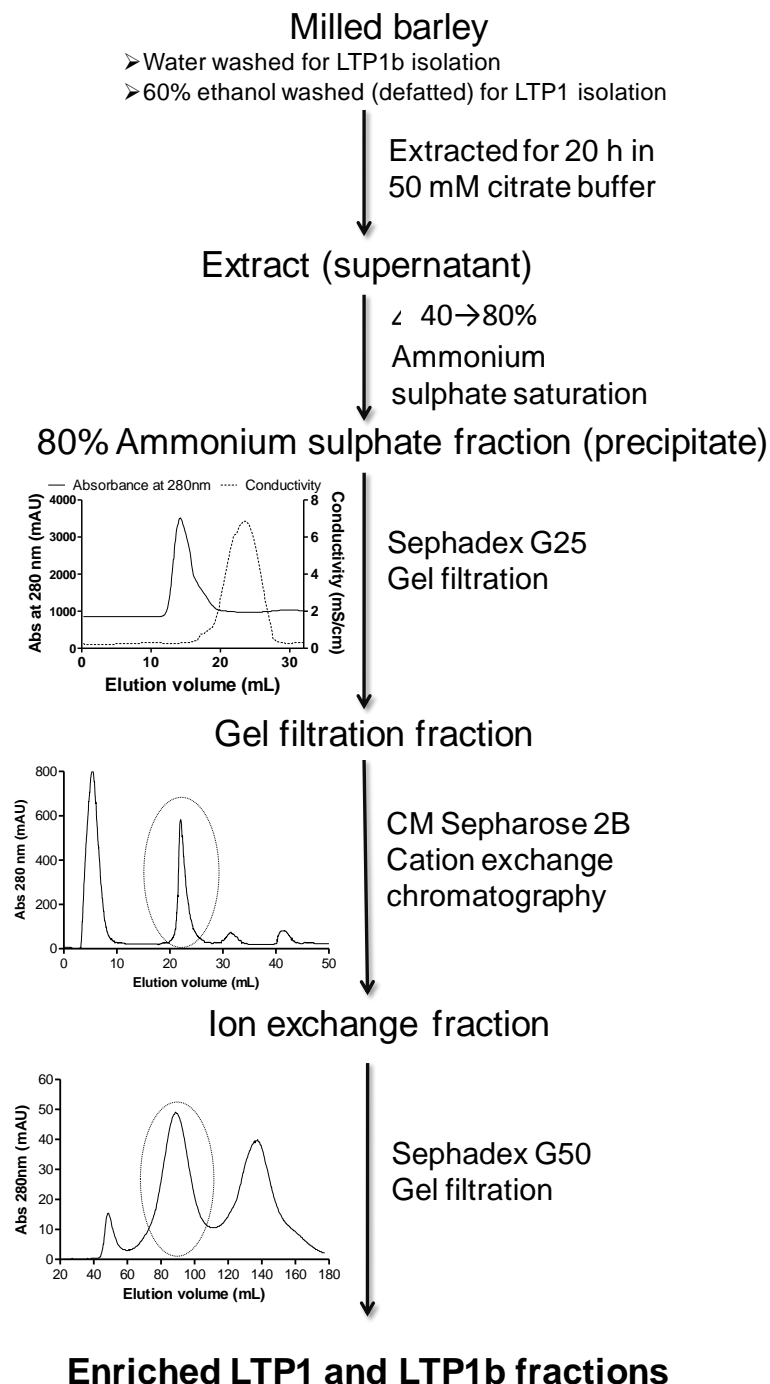 Milled barley
➢Water washed for LTP1b isolation
➢60% ethanol washed (defatted) for LTP1 isolation
Extracted for 20 h in
50 mM citrate buffer
Extract (supernatant)
40→80%
Ammonium
sulphate saturation
80% Ammonium sulphate fraction (precipitate)
Absorbance at 280nm Conductivity
Abs at 280 nm (mAU)
4000
3000
2000
1000
0
8
6
4
2
0
Conductivity (mS/cm)
0 10 20 30
Elution volume (mL)
Sephadex G25
Gel filtration
Gel filtration fraction
Abs 280 nm (mAU)
800
600
400
200
0
0 10 20 30 40 50
Elution volume (mL)
CM Sepharose 2B
Cation exchange
chromatography
Ion exchange fraction
Abs 280nm (mAU)
60
50
40
30
20
10
0
20 40 60 80 100 120 140 160 180
Elution volume (mL)
Sephadex G50
Gel filtration
Enriched LTP1 and LTP1b fractions